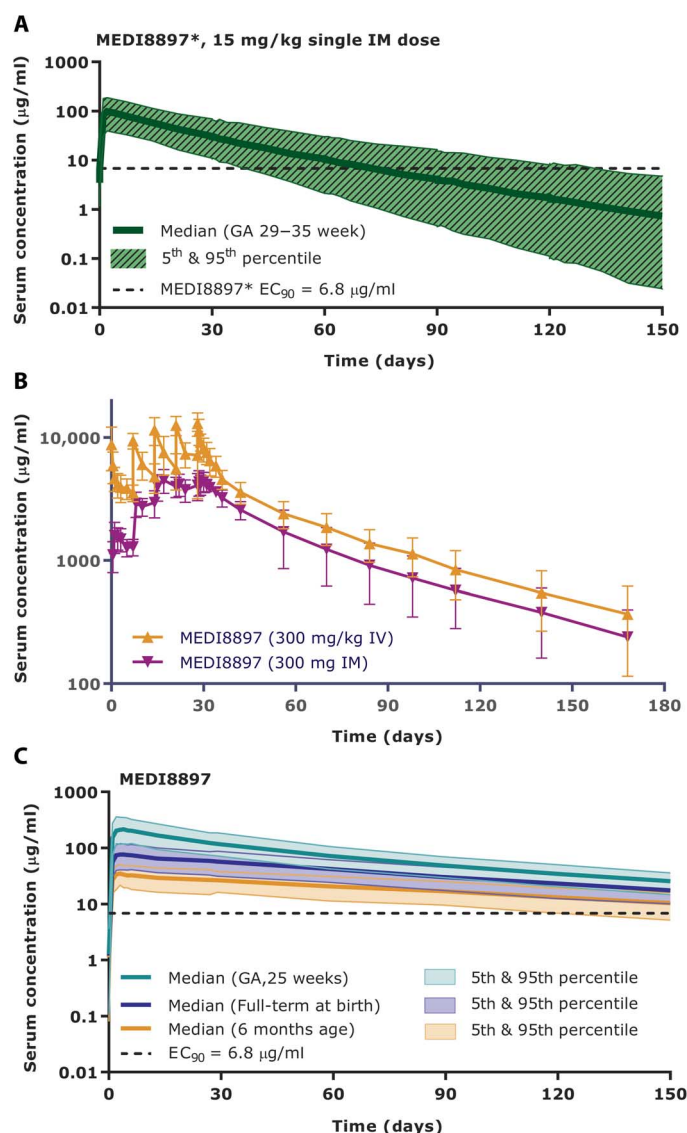 A
MEDI8897*, 15 mg/kg single IM dose
1000
100
10
1
0.1
0.01
Serum concentration (μg/ml)
Median (GA 29–35 week)
5th & 95th percentile
MEDI8897* EC90 = 6.8 μg/ml
0 30 60 90 120 150
Time (days)
B
10,000
1000
100
Serum concentration (μg/ml)
MEDI8897 (300 mg/kg IV)
MEDI8897 (300 mg IM)
0 30 60 90 120 150 180
Time (days)
C
MEDI8897
1000
100
10
1
0.1
0.01
Serum concentration (μg/ml)
Median (GA,25 weeks) 5th & 95th percentile
Median (Full-term at birth) 5th & 95th percentile
Median (6 months age) 5th & 95th percentile
EC90 = 6.8 μg/ml
0 30 60 90 120 150
Time (days)